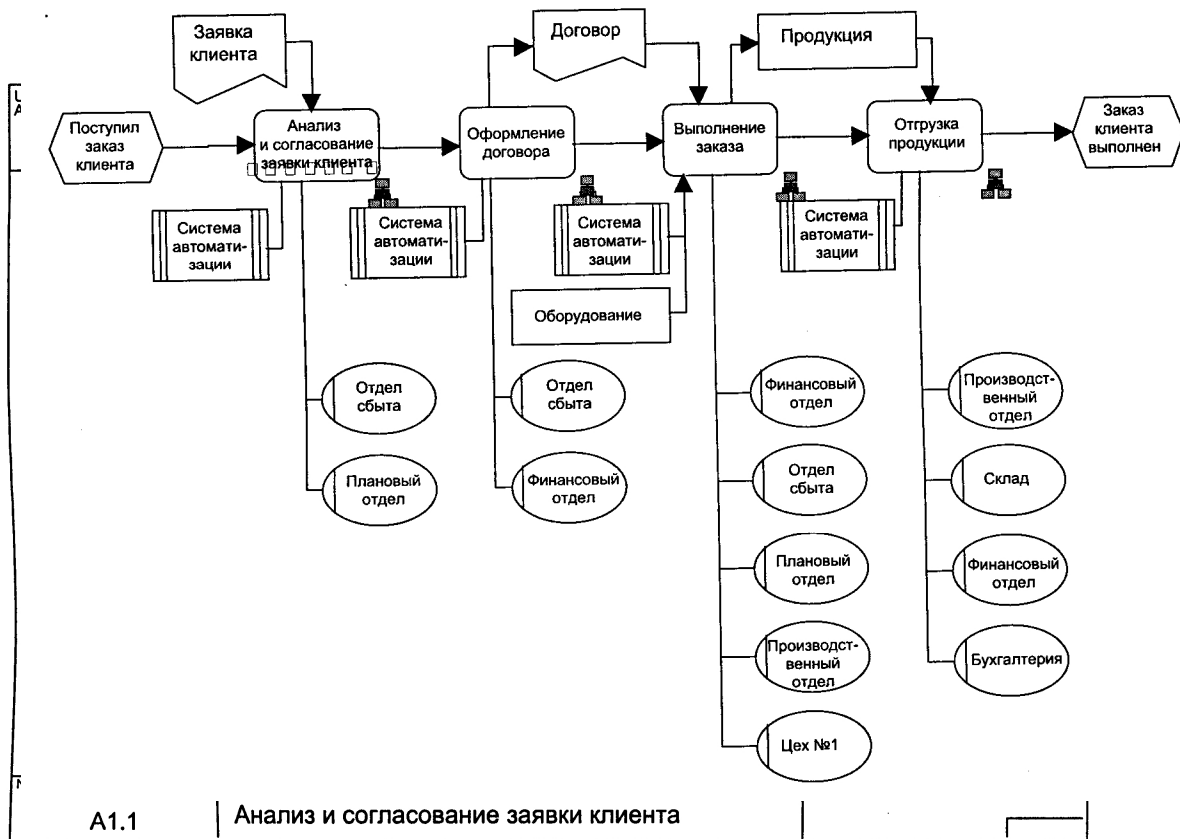 Заявка
клиента
Договор
Продукция
Поступил
заказ
клиента
Анализ
и согласование
заявки клиента
Оформление
договора
Выполнение
заказа
Отгрузка
продукции
Заказ
клиента
выполнен
Система
автомати-
зации
Система
автомати-
зации
Система
автомати-
зации
Система
автомати-
зации
Оборудование
Отдел
сбыта
Плановый
отдел
Отдел
сбыта
Финансовый
отдел
Финансовый
отдел
Отдел
сбыта
Плановый
отдел
Производст-
венный
отдел
Цех №1
Производст-
венный
отдел
Склад
Финансовый
отдел
Бухгалтерия
А1.1
Анализ и согласование заявки клиента